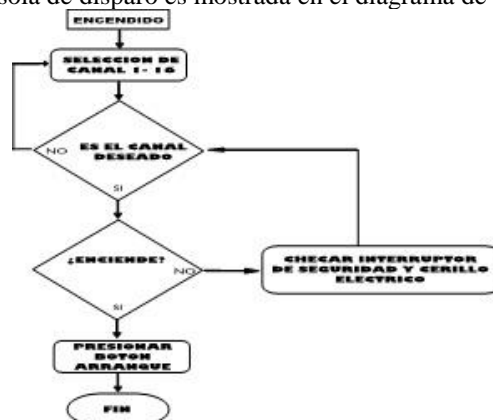 sola de disparo es mostrada en el diagrama de
ENCENDIDO
SELECCION DE
CANAL 1- 16
NO
ES EL CANAL
DESEADO
SI
¿ENCIENDE?
NO
CHECAR INTERRUPTOR
DE SEGURIDAD Y CERILLO
ELECTRICO
SI
PRESIONAR
BOTON
ARRANQUE
FIN